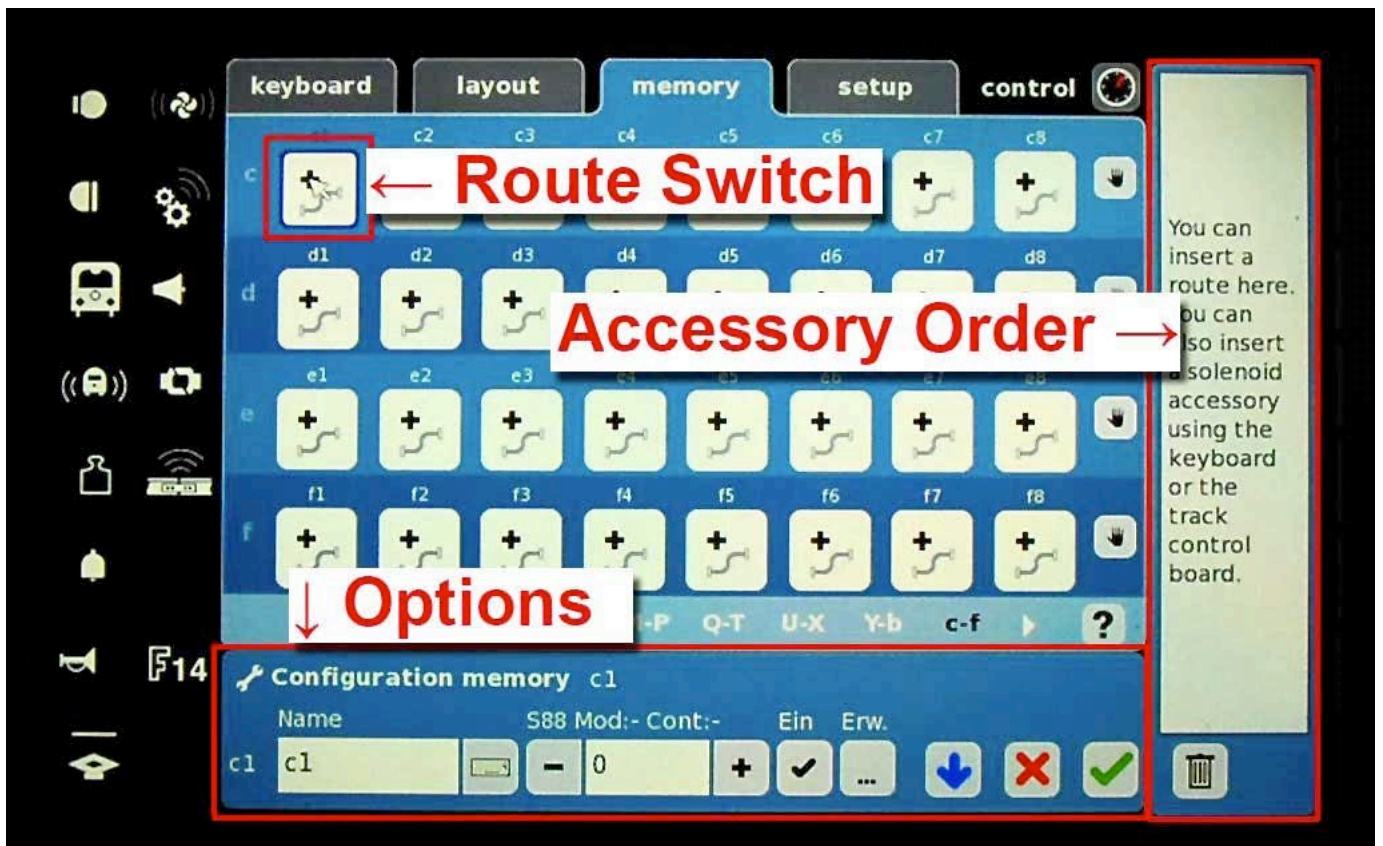 keyboard layout memory setup control
c2 c3 c4 c5 c6 c7 c8
c
← Route Switch
d1 d2 d3 d4 d5 d6 d7 d8
d
Accessory Order →
e1 e2 e3
e
f1 f2 f3 f4 f5 f6 f7 f8
f
↓ Options
Q-T U-X Y-b c-f ?
Configuration memory c1
Name S88 Mod:- Cont:- Ein Erw.
c1 c1 - 0 + ...
F14
You can
insert a
route here.
You can
also insert
a solenoid
accessory
using the
keyboard
or the
track
control
board.